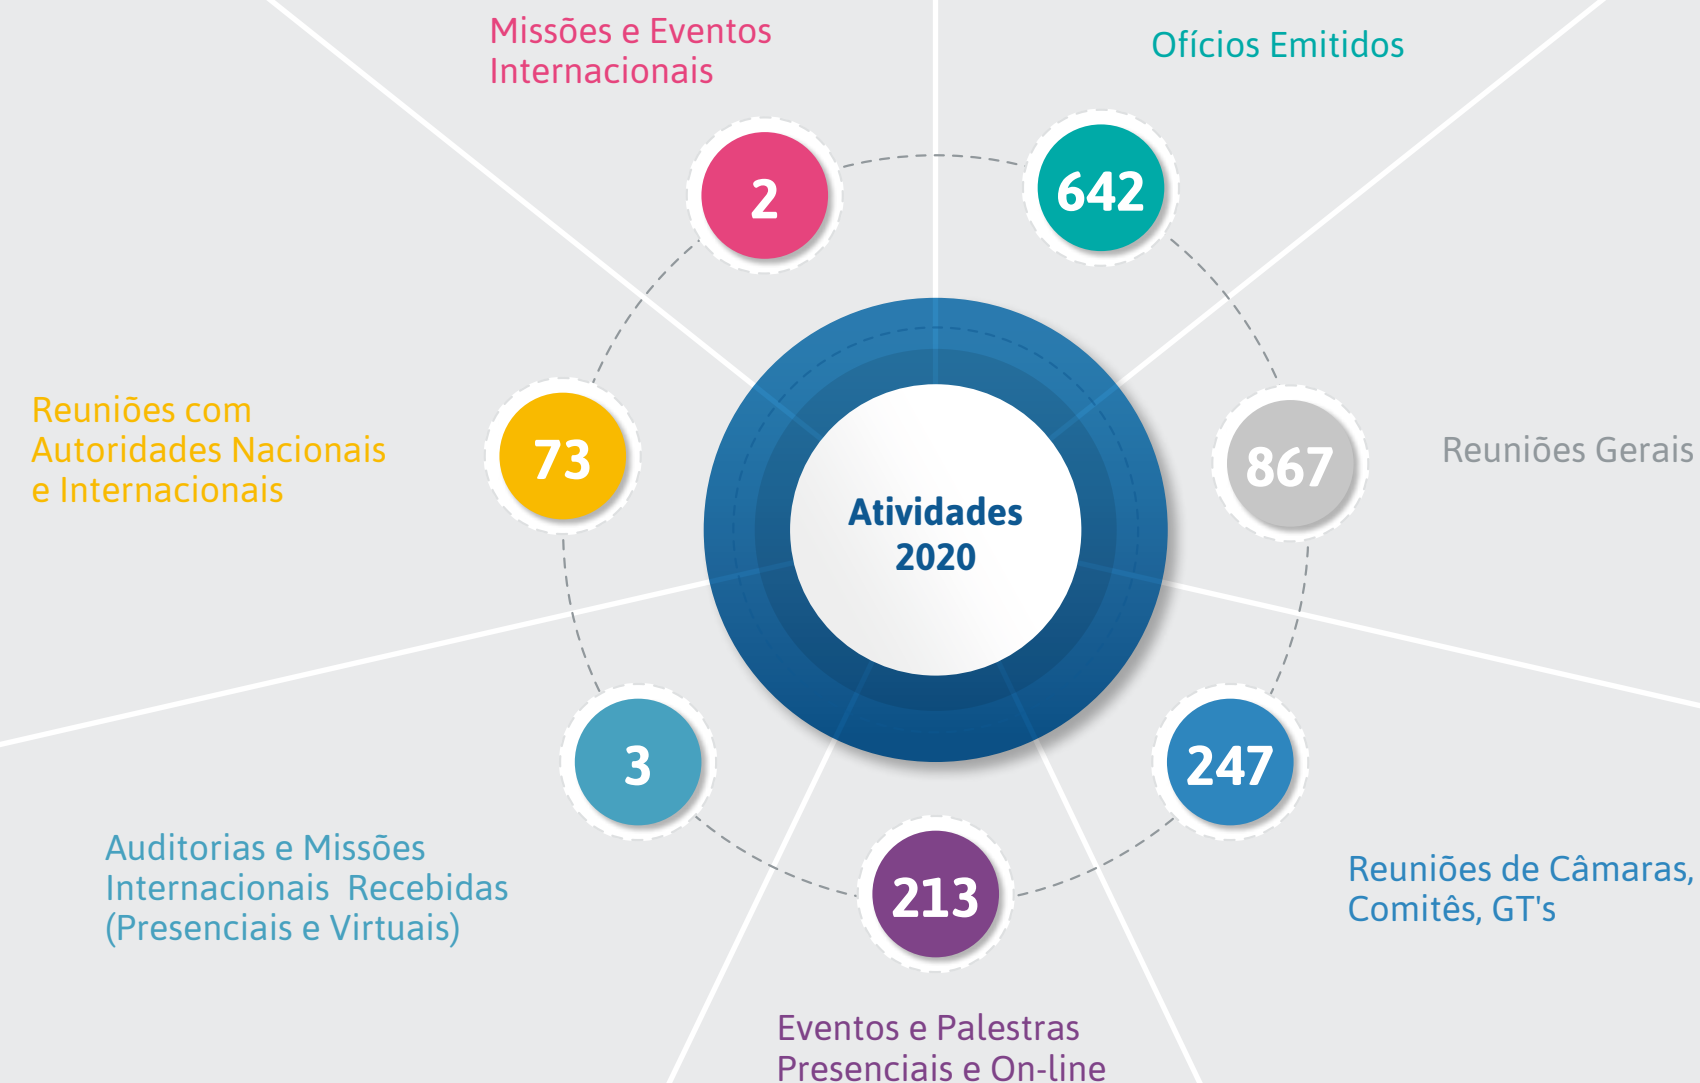 Missões e Eventos
Internacionais
2
Ofícios Emitidos
642
Reuniões Gerais
867
Reuniões de Câmaras,
Comitês, GT's
247
Eventos e Palestras
Presenciais e On-line
213
Auditorias e Missões
Internacionais  Recebidas
(Presenciais e Virtuais)
3
Reuniões com
Autoridades Nacionais
e Internacionais
73
Atividades
2020